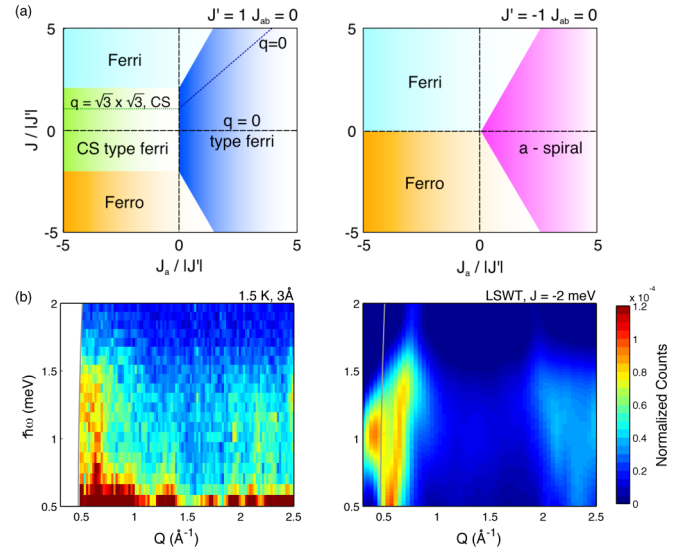 (a)
J' = 1 J_ab = 0
J' = -1 J_ab = 0
5
q=0
Ferri
q = √3 x √3, CS
q = 0
type ferri
CS type ferri
Ferro
0
-5
J / |J'|
-5 0 5
J_a / |J'|
5
Ferri
0
a - spiral
Ferro
-5
-5 0 5
J_a / |J'|
(b)
1.5 K, 3Å
LSWT, J = -2 meV
x 10⁻⁴
2
1.5
1
0.5
ħω (meV)
0.5 1 1.5 2 2.5
Q (Å⁻¹)
2
1.5
1
0.5
0.5 1 1.5 2 2.5
Q (Å⁻¹)
1.2
1
0.8
0.6
0.4
0.2
0
Normalized Counts